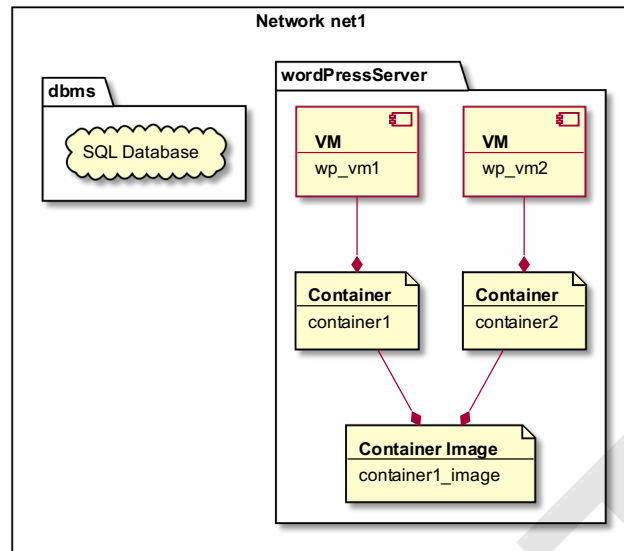 Network net1
dbms
SQL Database
wordPressServer
VM
wp_vm1
VM
wp_vm2
Container
container1
Container
container2
Container Image
container1_image